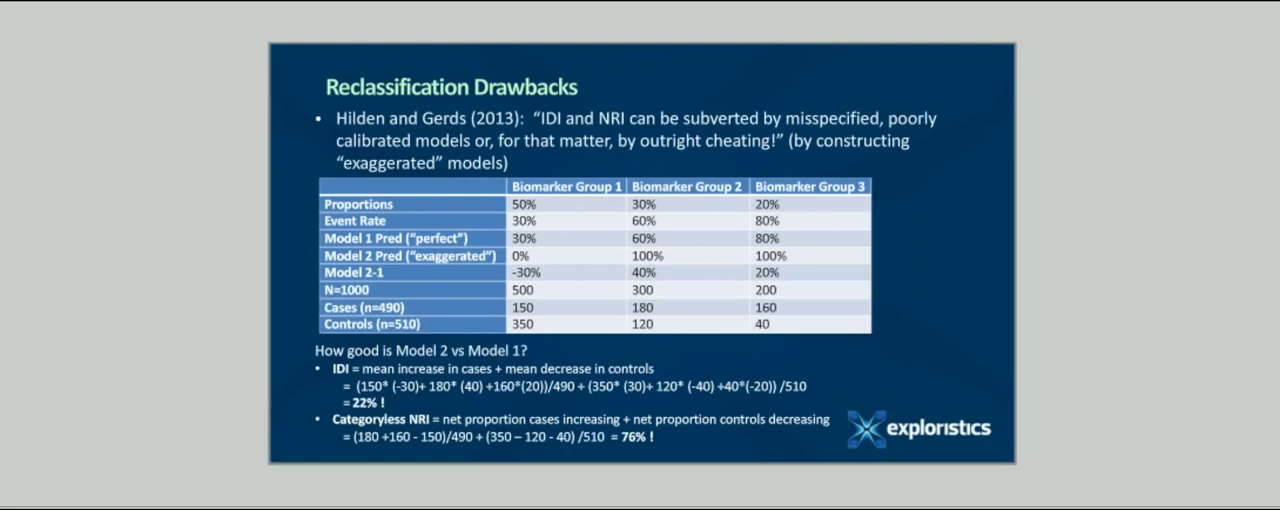 Reclassification Drawbacks
• Hilden and Gerds (2013): “IDI and NRI can be subverted by misspecified, poorly
calibrated models or, for that matter, by outright cheating!” (by constructing
“exaggerated” models)
Biomarker Group 1 Biomarker Group 2 Biomarker Group 3
Proportions 50% 30% 20%
Event Rate 30% 60% 80%
Model 1 Pred (“perfect”) 30% 60% 80%
Model 2 Pred (“exaggerated”) 0% 100% 100%
Model 2-1 -30% 40% 20%
N=1000 500 300 200
Cases (n=490) 150 180 160
Controls (n=510) 350 120 40
How good is Model 2 vs Model 1?
• IDI = mean increase in cases + mean decrease in controls
= (150* (-30)+ 180* (40) +160*(20))/490 + (350* (30)+ 120* (-40) +40*(-20)) /510
= 22% !
• Categoryless NRI = net proportion cases increasing + net proportion controls decreasing
= (180 +160 - 150)/490 + (350 – 120 - 40) /510 = 76% !
exploristics